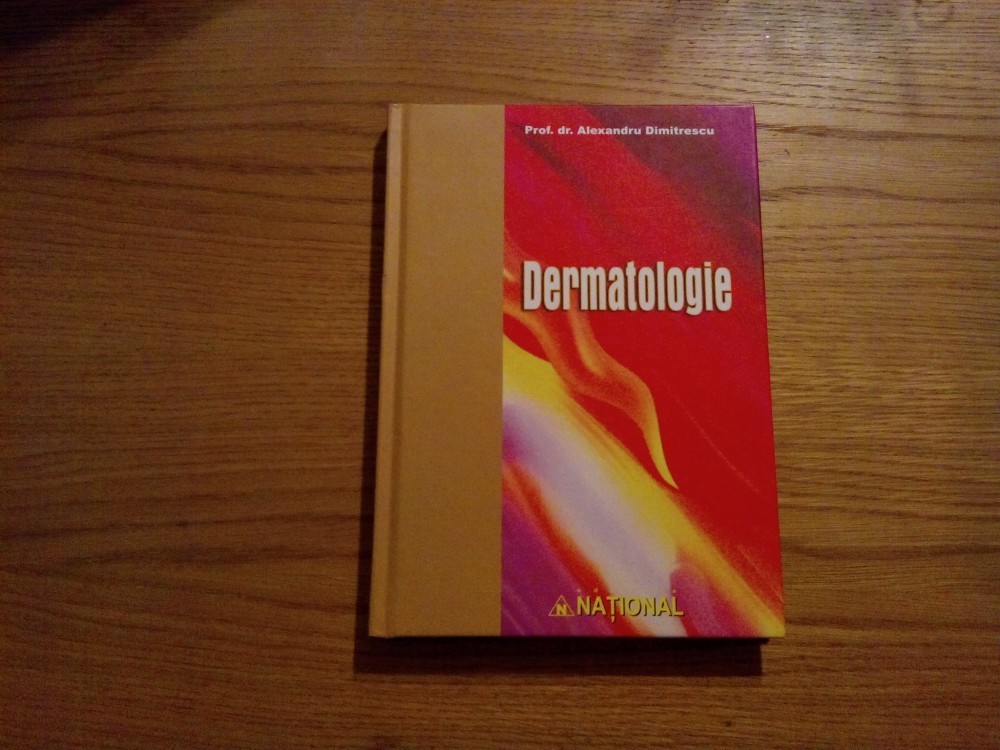 Prof. dr. Alexandru Dimitrescu
Dermatologie
N NAȚIONAL